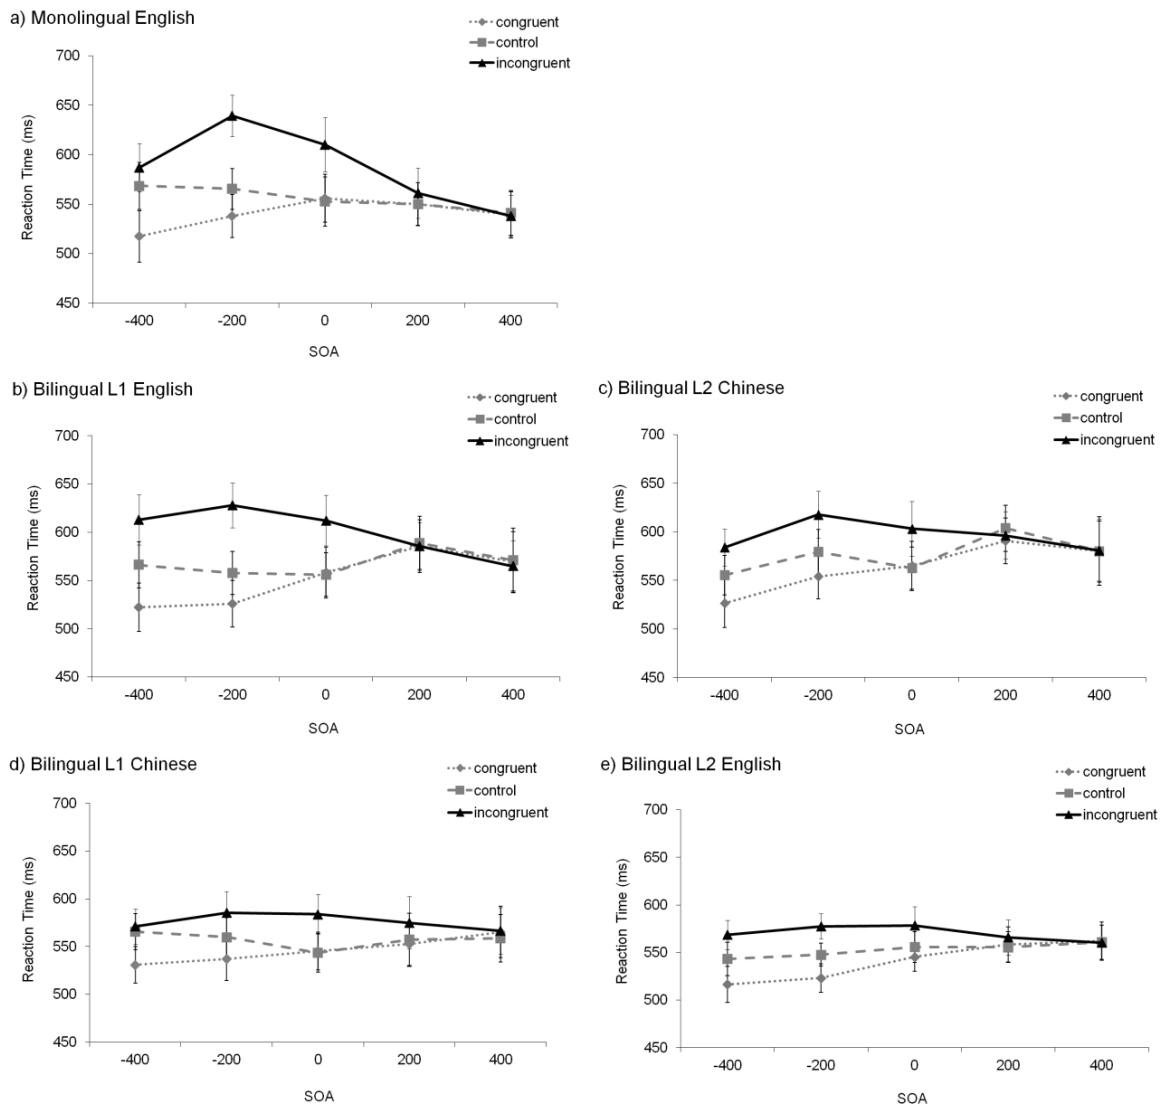 a) Monolingual English
congruent
control
incongruent
700
650
600
550
500
450
Reaction Time (ms)
-400 -200 0 200 400
SOA
b) Bilingual L1 English
congruent
control
incongruent
700
650
600
550
500
450
Reaction Time (ms)
-400 -200 0 200 400
SOA
c) Bilingual L2 Chinese
congruent
control
incongruent
700
650
600
550
500
450
Reaction Time (ms)
-400 -200 0 200 400
SOA
d) Bilingual L1 Chinese
congruent
control
incongruent
700
650
600
550
500
450
Reaction Time (ms)
-400 -200 0 200 400
SOA
e) Bilingual L2 English
congruent
control
incongruent
700
650
600
550
500
450
Reaction Time (ms)
-400 -200 0 200 400
SOA